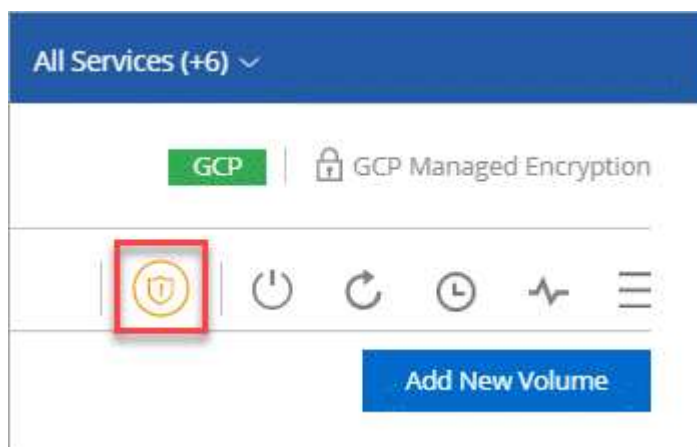 All Services (+6)
GCP
GCP Managed Encryption
Add New Volume